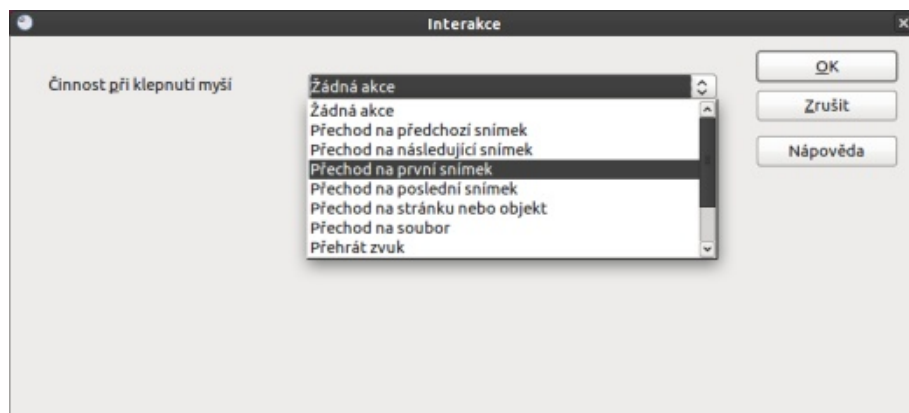 Interakce
Činnost při klepnutí myší
Žádná akce
Žádná akce
Přechod na předchozí snímek
Přechod na následující snímek
Přechod na první snímek
Přechod na poslední snímek
Přechod na stránku nebo objekt
Přechod na soubor
Přehrát zvuk
OK
Zrušit
Nápověda